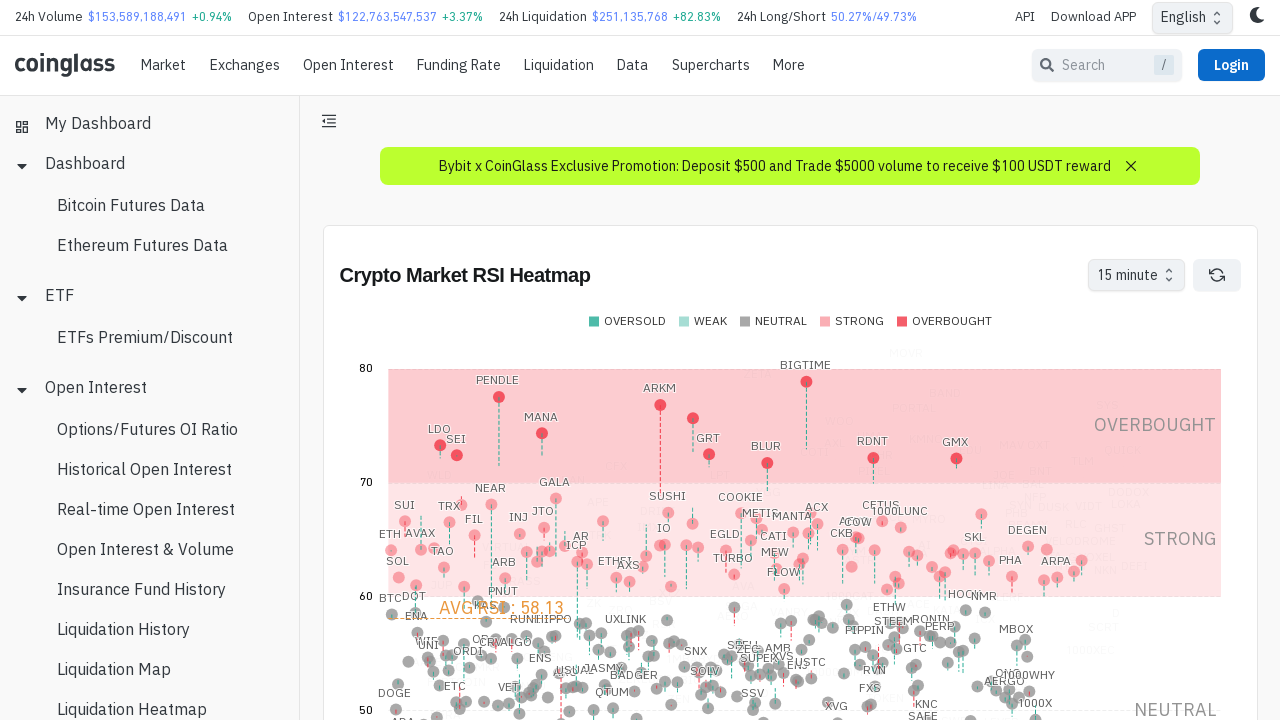 24h Volume $153,589,188,491 +0.94% Open Interest $122,763,547,537 +3.37% 24h Liquidation $251,135,768 +82.83% 24h Long/Short 50.27%/49.73% API Download APP English
coinglass Market Exchanges Open Interest Funding Rate Liquidation Data Supercharts More Search / Login
My Dashboard
Dashboard
Bitcoin Futures Data
Ethereum Futures Data
ETF
ETFs Premium/Discount
Open Interest
Options/Futures OI Ratio
Historical Open Interest
Real-time Open Interest
Open Interest & Volume
Insurance Fund History
Liquidation History
Liquidation Map
Liquidation Heatmap
Bybit x CoinGlass Exclusive Promotion: Deposit $500 and Trade $5000 volume to receive $100 USDT reward
Crypto Market RSI Heatmap 15 minute
OVERSOLD WEAK NEUTRAL STRONG OVERBOUGHT
80
BIGTIME
PENDLE
ARKM
MANA
LDO
OVERBOUGHT
SEI GRT
RDNT GMX
BLUR
70
GALA
NEAR
SUSHI COOKIE
SUI TRX CETUS
ACX
JTO METIS 1000LUNC
FIL INJ MANTA
IO
DEGEN
ETH AVAX AR EGLD CATI CKB COW
SKL STRONG
ICP
TAO MEW
SOL ARB ETHFI AXS TURBO PHA ARPA
FLOW
PNUT
60
BTC DOT HOOK NMR
KAS
AVG RSI : 58.13 ETHW
ENA RUNE HIPPO UXLINK STEEM RONIN
PIPPIN PERP MBOX
UNI CRV ALGO
ORDI SNX SPELL AMR GTC
ENS SUPER USTC
JASMY BADGER SOLV RVN
ETC VET FXS 1000WHY
AERGO
DOGE QTUM SSV
XVG KNC 1000X
50
SAFE NEUTRAL